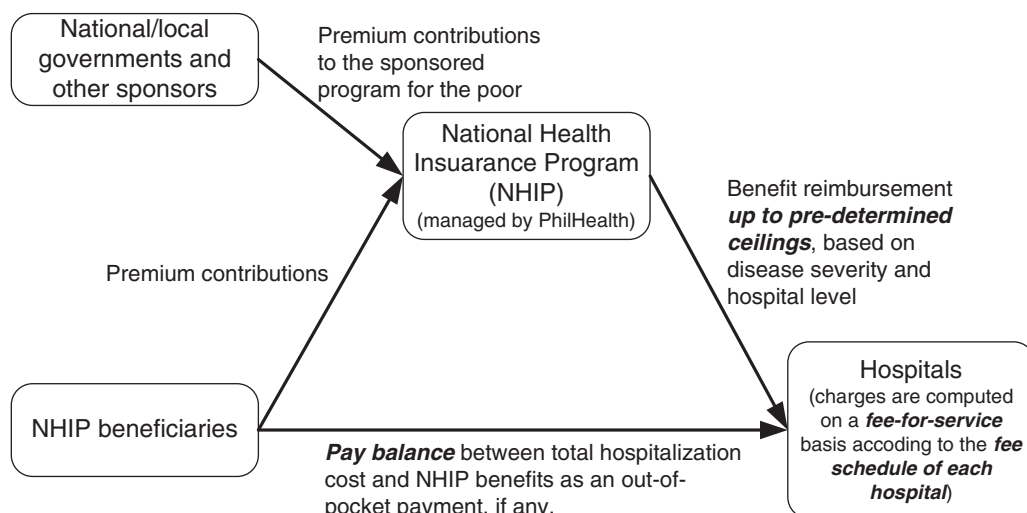 National/local
governments and
other sponsors
Premium contributions
to the sponsored
program for the poor
National Health
Insuarance Program
(NHIP)
(managed by PhilHealth)
Benefit reimbursement
up to pre-determined
ceilings, based on
disease severity and
hospital level
Premium contributions
NHIP beneficiaries
Hospitals
(charges are computed
on a fee-for-service
basis accoding to the fee
schedule of each
hospital)
Pay balance between total hospitalization
cost and NHIP benefits as an out-of-
pocket payment, if any.